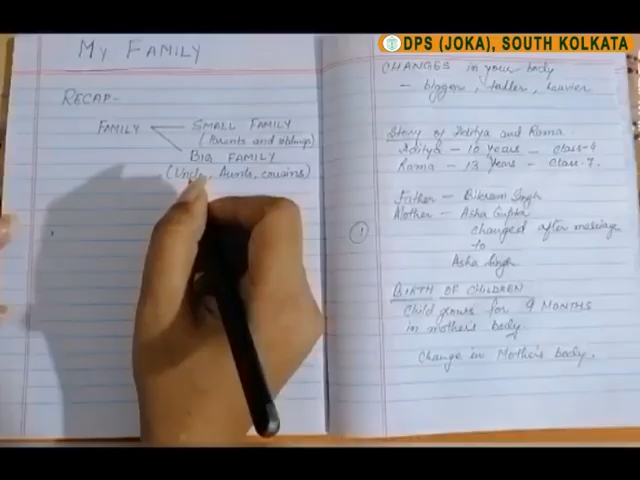 DPS (JOKA), SOUTH KOLKATA
MY FAMILY
RECAP-
FAMILY
SMALL FAMILY
(Parents and siblings)
BIG FAMILY
(Uncle, Aunts, cousins)
CHANGES in your body
- bigger, taller, heavier
Story of Aditya and Rama
Aditya - 10 years - class-4
Rama - 13 years - class-7.
Father - Bikram Singh
Mother - Asha Gupta
changed after
to
Asha Singh
1
BIRTH OF CHILDREN
Child grows for 9 MONTHS
in mother's body.
Change in Mother's body.